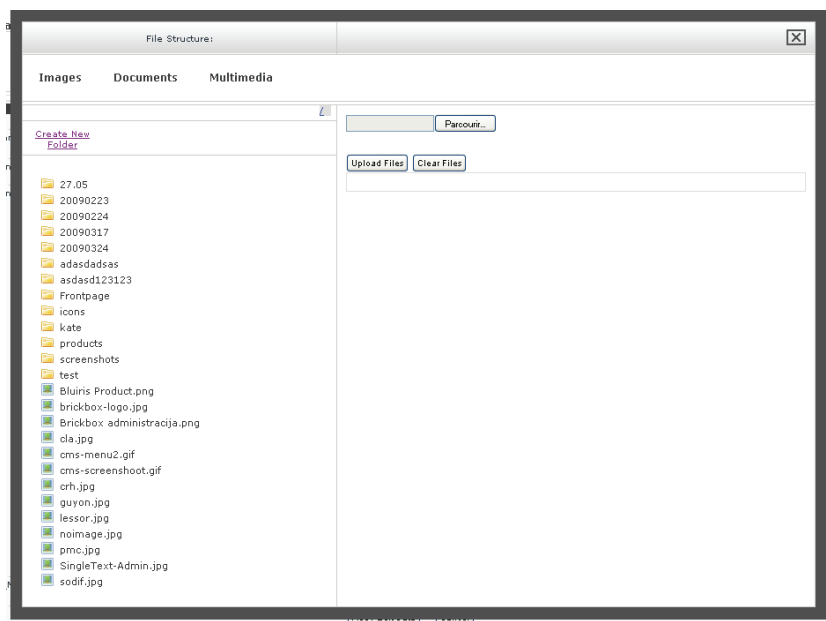 File Structure:
Images Documents Multimedia
/
Create New
Folder
Parcourir...
Upload Files Clear Files
27.05
20090223
20090224
20090317
20090324
adasdadsas
asdasd123123
Frontpage
icons
kate
products
screenshots
test
Bluiris Product.png
brickbox-logo.jpg
Brickbox administracija.png
cla.jpg
cms-menu2.gif
cms-screenshoot.gif
crh.jpg
guyon.jpg
lessor.jpg
noimage.jpg
pmc.jpg
SingleText-Admin.jpg
sodif.jpg